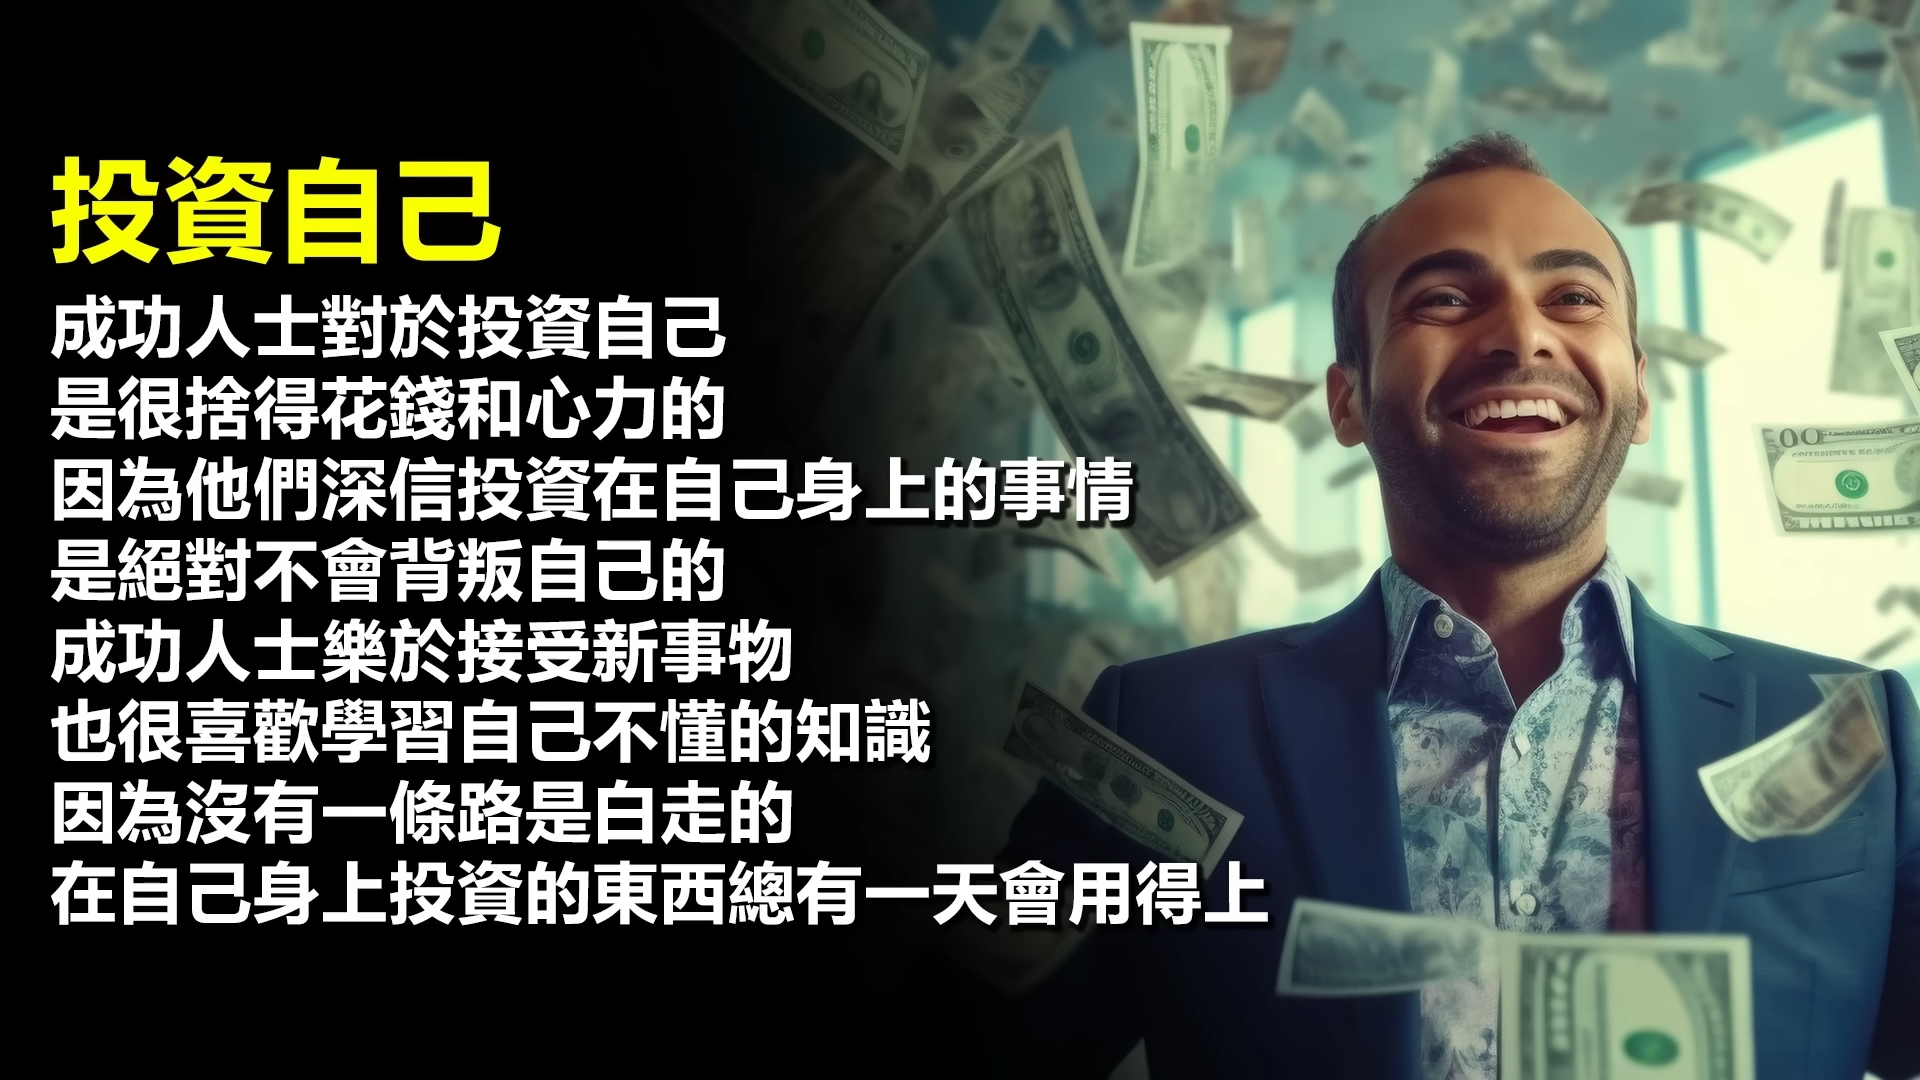 投資自己
成功人士對於投資自己
是很捨得花錢和心力的
因為他們深信投資在自己身上的事情
是絕對不會背叛自己的
成功人士樂於接受新事物
也很喜歡學習自己不懂的知識
因為沒有一條路是白走的
在自己身上投資的東西總有一天會用得上